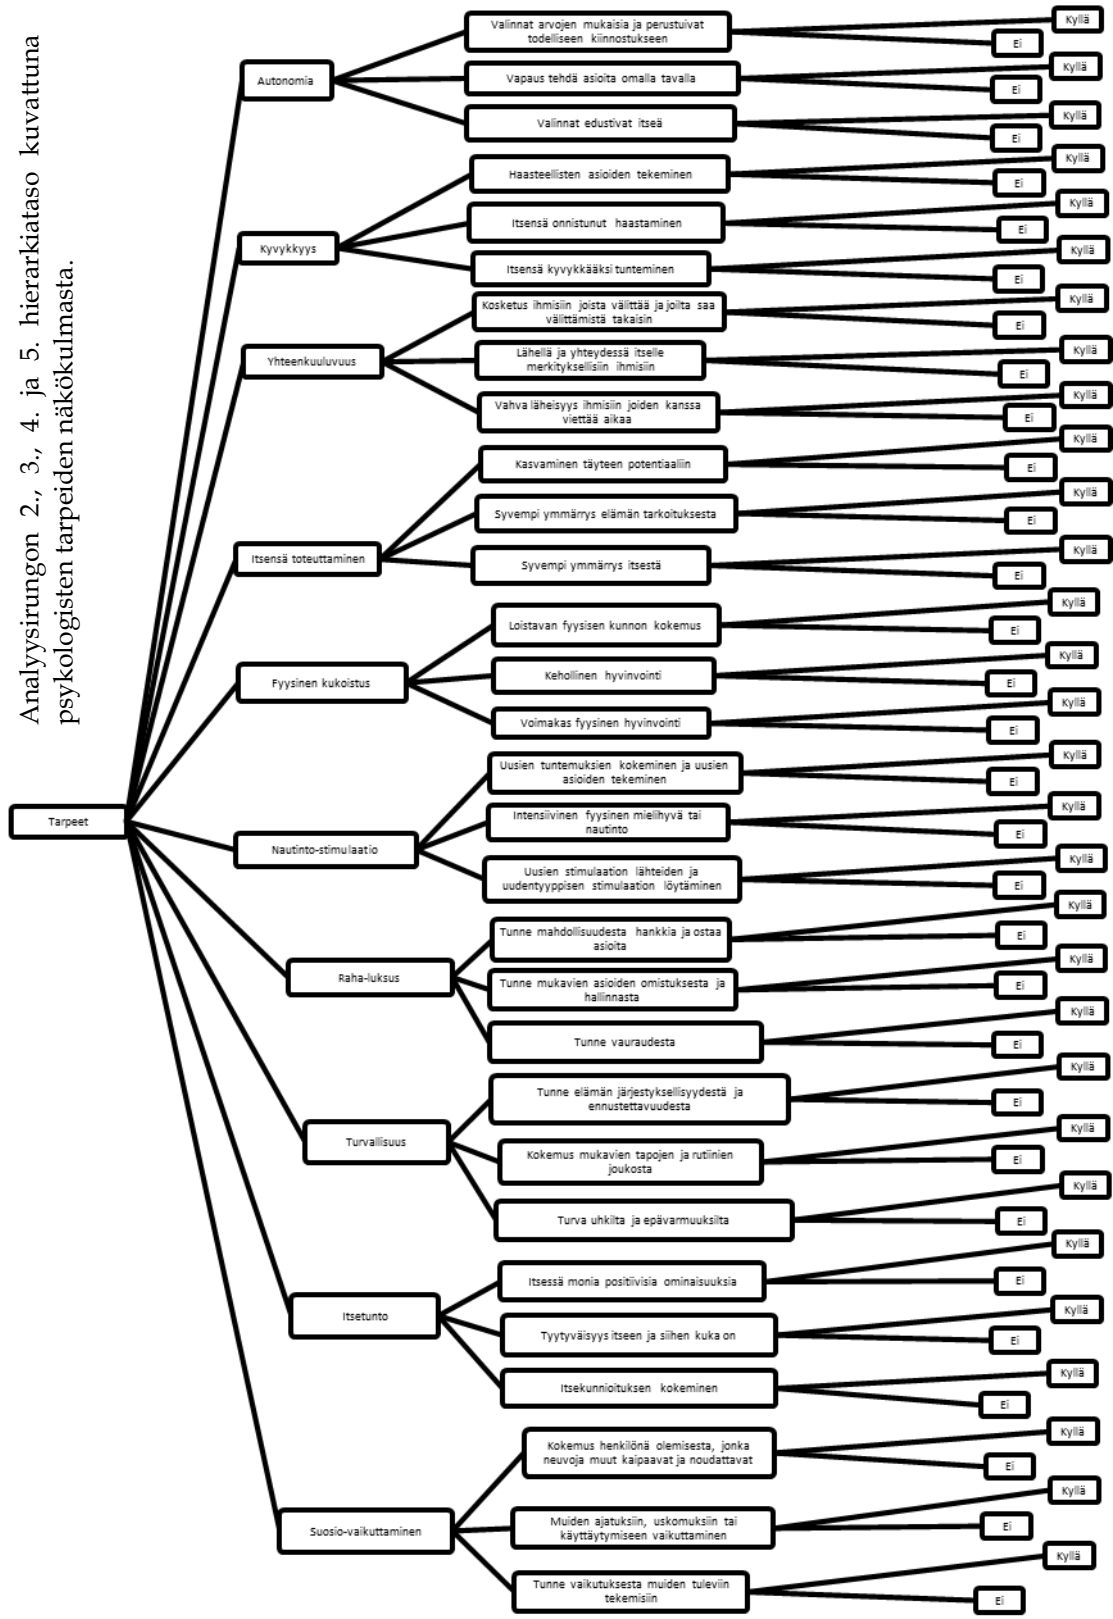 Analyysirungon 2., 3., 4. ja 5. hierarkiataso kuvattuna
psykologisten tarpeiden näkökulmasta.
Tarpeet
Autonomia
Valinnat arvojen mukaisia ja perustuivat
todelliseen kiinnostukseen
Kyllä
Ei
Vapaus tehdä asioita omalla tavalla
Kyllä
Ei
Valinnat edustivat itseä
Kyllä
Ei
Kyvykkyys
Haasteellisten asioiden tekeminen
Kyllä
Ei
Itsensä onnistunut haastaminen
Kyllä
Ei
Itsensä kyvykkääksi tunteminen
Kyllä
Ei
Yhteenkuuluvuus
Kosketus ihmisiin joista välittää ja joilta saa
välittämistä takaisin
Kyllä
Ei
Lähellä ja yhteydessä itselle
merkityksellisiin ihmisiin
Kyllä
Ei
Vahva läheisyys ihmisiin joiden kanssa
viettää aikaa
Kyllä
Ei
Itsensä toteuttaminen
Kasvaminen täyteen potentiaaliin
Kyllä
Ei
Syvempi ymmärrys elämän tarkoituksesta
Kyllä
Ei
Syvempi ymmärrys itsestä
Kyllä
Ei
Fyysinen kukoistus
Loistavan fyysisen kunnon kokemus
Kyllä
Ei
Kehollinen hyvinvointi
Kyllä
Ei
Voimakas fyysinen hyvinvointi
Kyllä
Ei
Nautinto-stimulaatio
Uusien tuntemuksien kokeminen ja uusien
asioiden tekeminen
Kyllä
Ei
Intensiivinen fyysinen mielihyvä tai
nautinto
Kyllä
Ei
Uusien stimulaation lähteiden ja
uudentyyppisen stimulaation löytäminen
Kyllä
Ei
Raha-luksus
Tunne mahdollisuudesta hankkia ja ostaa
asioita
Kyllä
Ei
Tunne mukavien asioiden omistuksesta ja
hallinnasta
Kyllä
Ei
Tunne vauraudesta
Kyllä
Ei
Turvallisuus
Tunne elämän järjestyksellisyydestä ja
ennustettavuudesta
Kyllä
Ei
Kokemus mukavien tapojen ja rutiinien
joukosta
Kyllä
Ei
Turva uhkilta ja epävarmuuksilta
Kyllä
Ei
Itsetunto
Itsessä monia positiivisia ominaisuuksia
Kyllä
Ei
Tyytyväisyys itseen ja siihen kuka on
Kyllä
Ei
Itsekunnioituksen kokeminen
Kyllä
Ei
Suosio-vaikuttaminen
Kokemus henkilönä olemisesta, jonka
neuvoja muut kaipaavat ja noudattavat
Kyllä
Ei
Muiden ajatuksiin, uskomuksiin tai
käyttäytymiseen vaikuttaminen
Kyllä
Ei
Tunne vaikutuksesta muiden tuleviin
tekemisiin
Kyllä
Ei